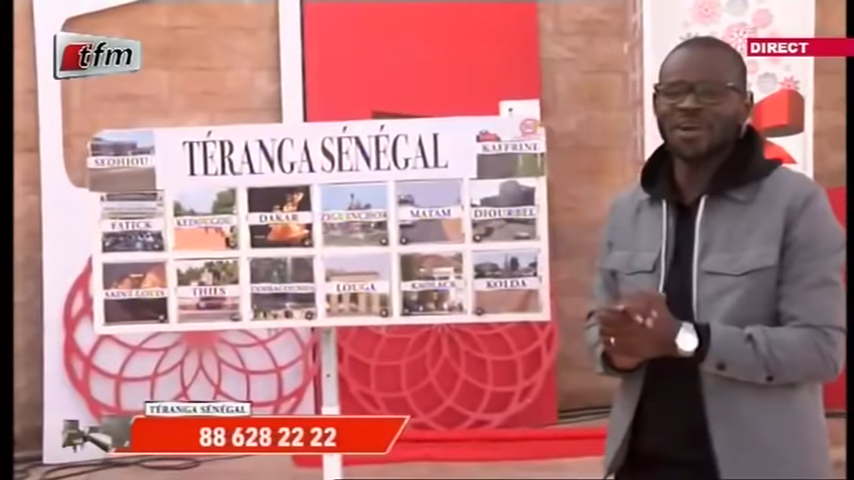 tfm
DIRECT
TÉRANGA SÉNÉGAL
SEDHIOU
KAFFRINE
FATICK
KEDOUGOU
DAKAR
ZIGUINCHOR
MATAM
DIOURBEL
SAINT-LOUIS
THIES
TAMBACOUNDA
LOUGA
KAOLACK
KOLDA
TÉRANGA SÉNÉGAL
88 628 22 22